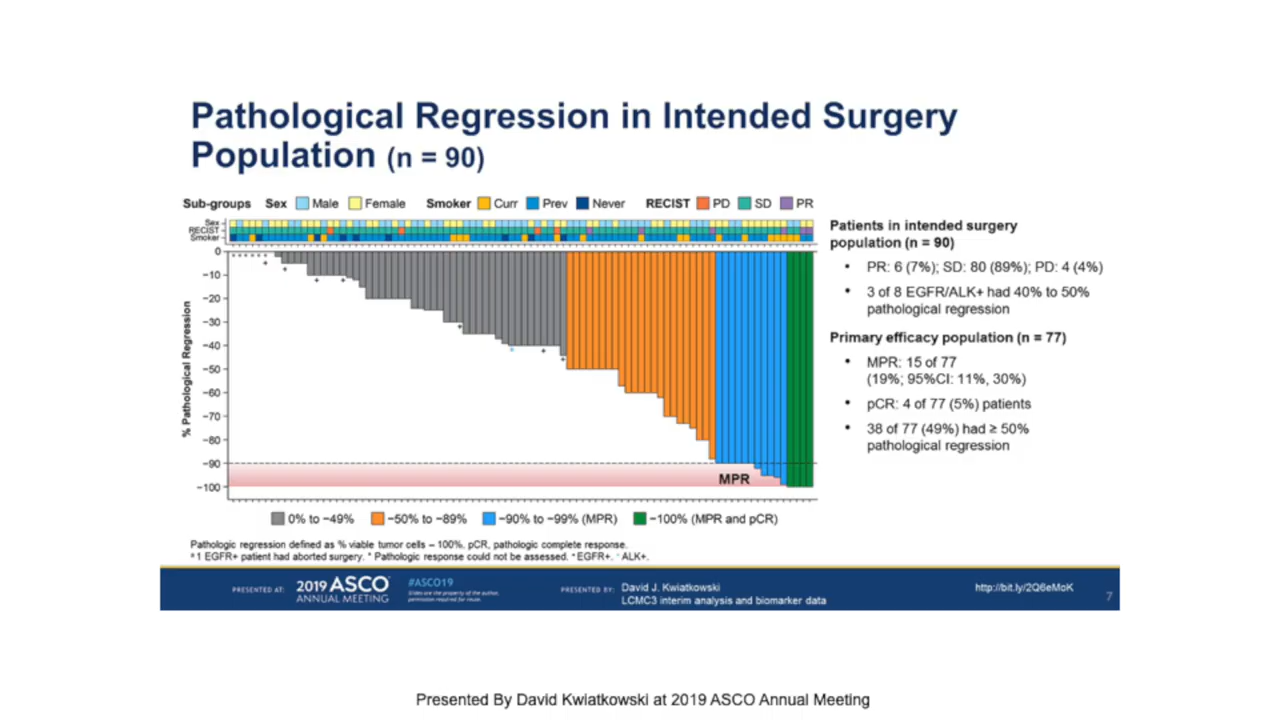 Pathological Regression in Intended Surgery
Population (n = 90)
Sub-groups Sex Male Female Smoker Curr Prev Never RECIST PD SD PR
Sex
RECIST
Smoker
0
−10
−20
−30
−40
−50
−60
−70
−80
−90
−100
% Pathological Regression
MPR
0% to −49% −50% to −89% −90% to −99% (MPR) −100% (MPR and pCR)
Patients in intended surgery
population (n = 90)
• PR: 6 (7%); SD: 80 (89%); PD: 4 (4%)
• 3 of 8 EGFR/ALK+ had 40% to 50%
pathological regression
Primary efficacy population (n = 77)
• MPR: 15 of 77
(19%; 95%CI: 11%, 30%)
• pCR: 4 of 77 (5%) patients
• 38 of 77 (49%) had ≥ 50%
pathological regression
Pathologic regression defined as % viable tumor cells – 100%. pCR, pathologic complete response.
1 EGFR+ patient had aborted surgery. * Pathologic response could not be assessed. EGFR+. ALK+.
PRESENTED AT: 2019 ASCO
ANNUAL MEETING
#ASCO19
Slides are the property of the author,
permission required for reuse.
PRESENTED BY: David J. Kwiatkowski
LCMC3 interim analysis and biomarker data
http://bit.ly/2Q6eMoK
7
Presented By David Kwiatkowski at 2019 ASCO Annual Meeting